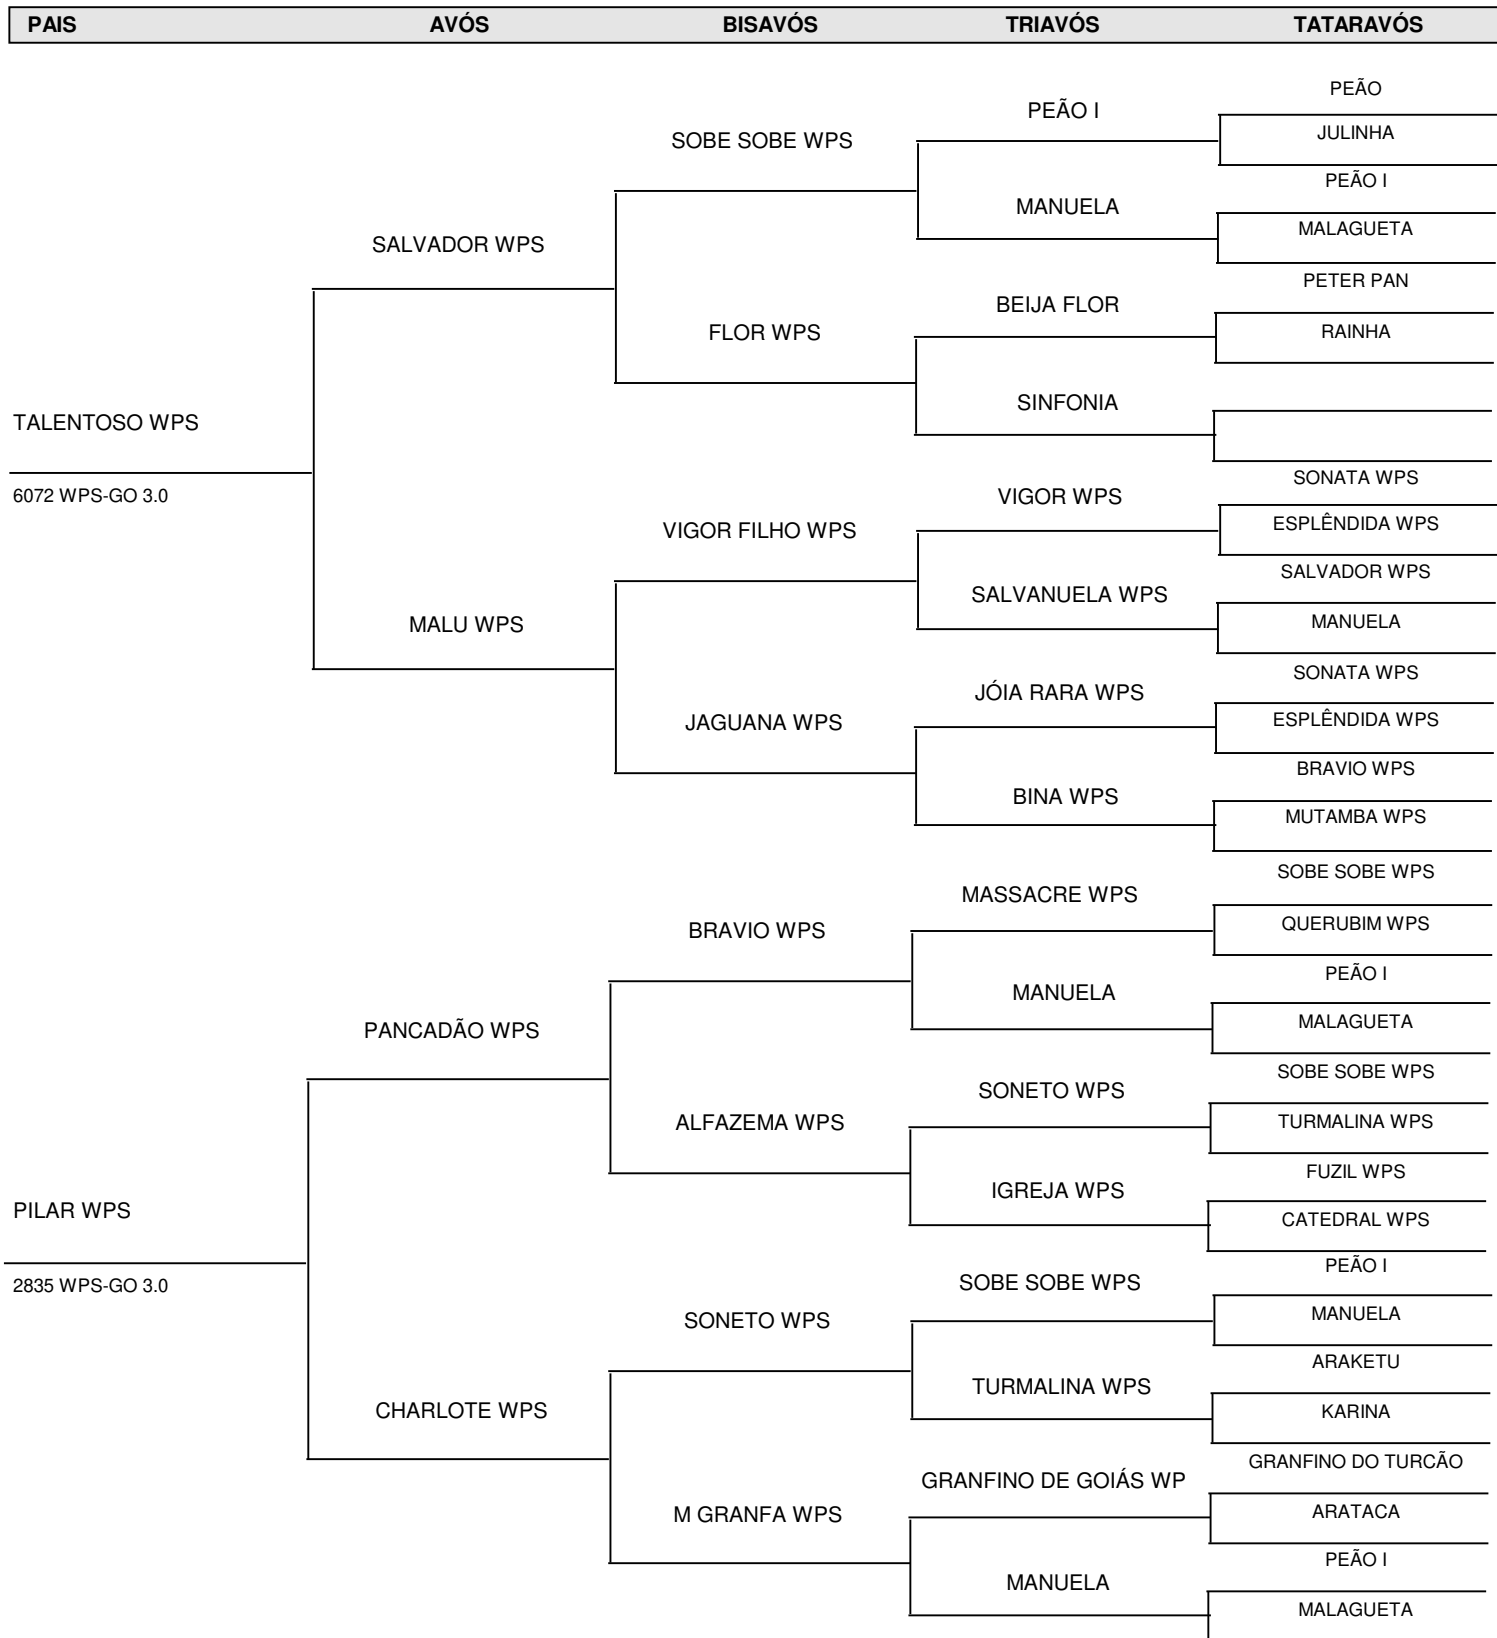 PAIS AVÓS BISAVÓS TRIAVÓS TATARAVÓS
PEÃO
PEÃO I
JULINHA
SOBE SOBE WPS
PEÃO I
MANUELA
MALAGUETA
SALVADOR WPS
PETER PAN
BEIJA FLOR
RAINHA
FLOR WPS
SINFONIA
TALENTOSO WPS
6072 WPS-GO 3.0
SONATA WPS
VIGOR WPS
ESPLÊNDIDA WPS
VIGOR FILHO WPS
SALVADOR WPS
SALVANUELA WPS
MANUELA
MALU WPS
SONATA WPS
JÓIA RARA WPS
ESPLÊNDIDA WPS
JAGUANA WPS
BRAVIO WPS
BINA WPS
MUTAMBA WPS
SOBE SOBE WPS
MASSACRE WPS
QUERUBIM WPS
BRAVIO WPS
PEÃO I
MANUELA
MALAGUETA
PANCADÃO WPS
SOBE SOBE WPS
SONETO WPS
TURMALINA WPS
ALFAZEMA WPS
FUZIL WPS
IGREJA WPS
CATEDRAL WPS
PILAR WPS
2835 WPS-GO 3.0
PEÃO I
SOBE SOBE WPS
MANUELA
SONETO WPS
ARAKETU
TURMALINA WPS
KARINA
CHARLOTE WPS
GRANFINO DO TURCÃO
GRANFINO DE GOIÁS WP
ARATACA
M GRANFA WPS
PEÃO I
MANUELA
MALAGUETA